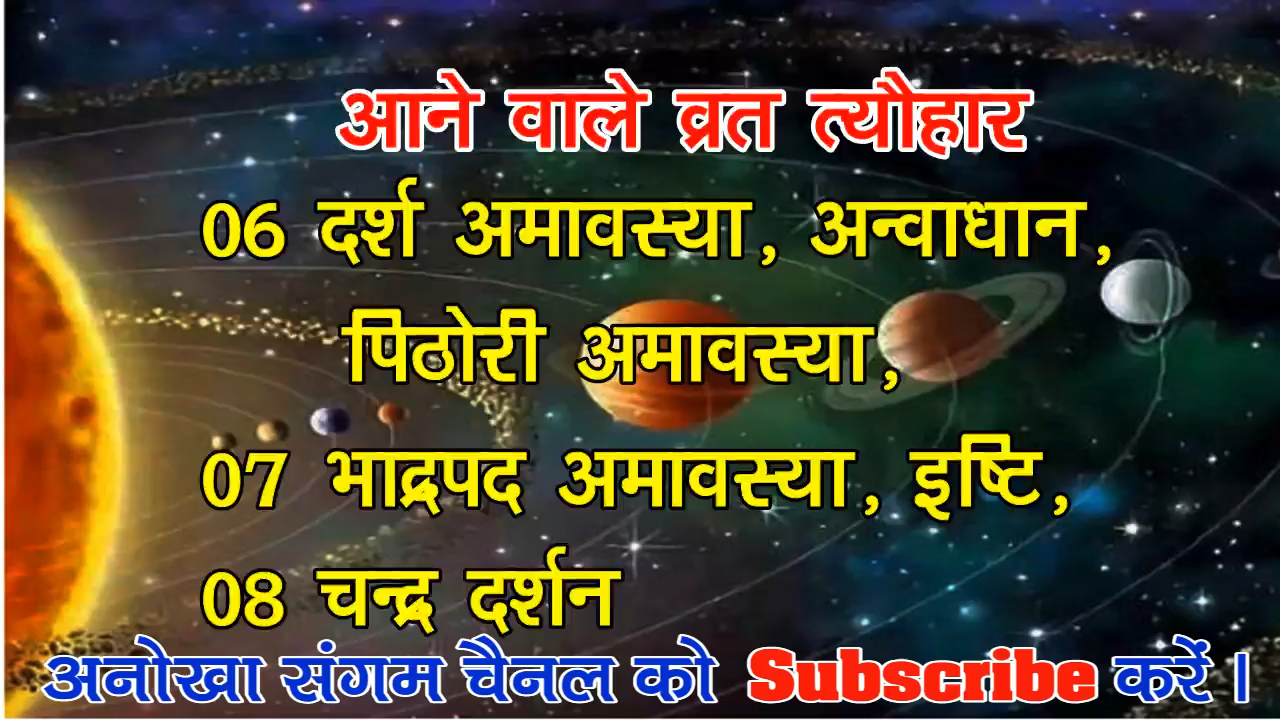 आने वाले व्रत त्यौहार
06 दर्श अमावस्या, अन्वाधान,
पिठोरी अमावस्या,
07 भाद्रपद अमावस्या, इष्टि,
08 चन्द्र दर्शन
अनोखा संगम चैनल को Subscribe करें।